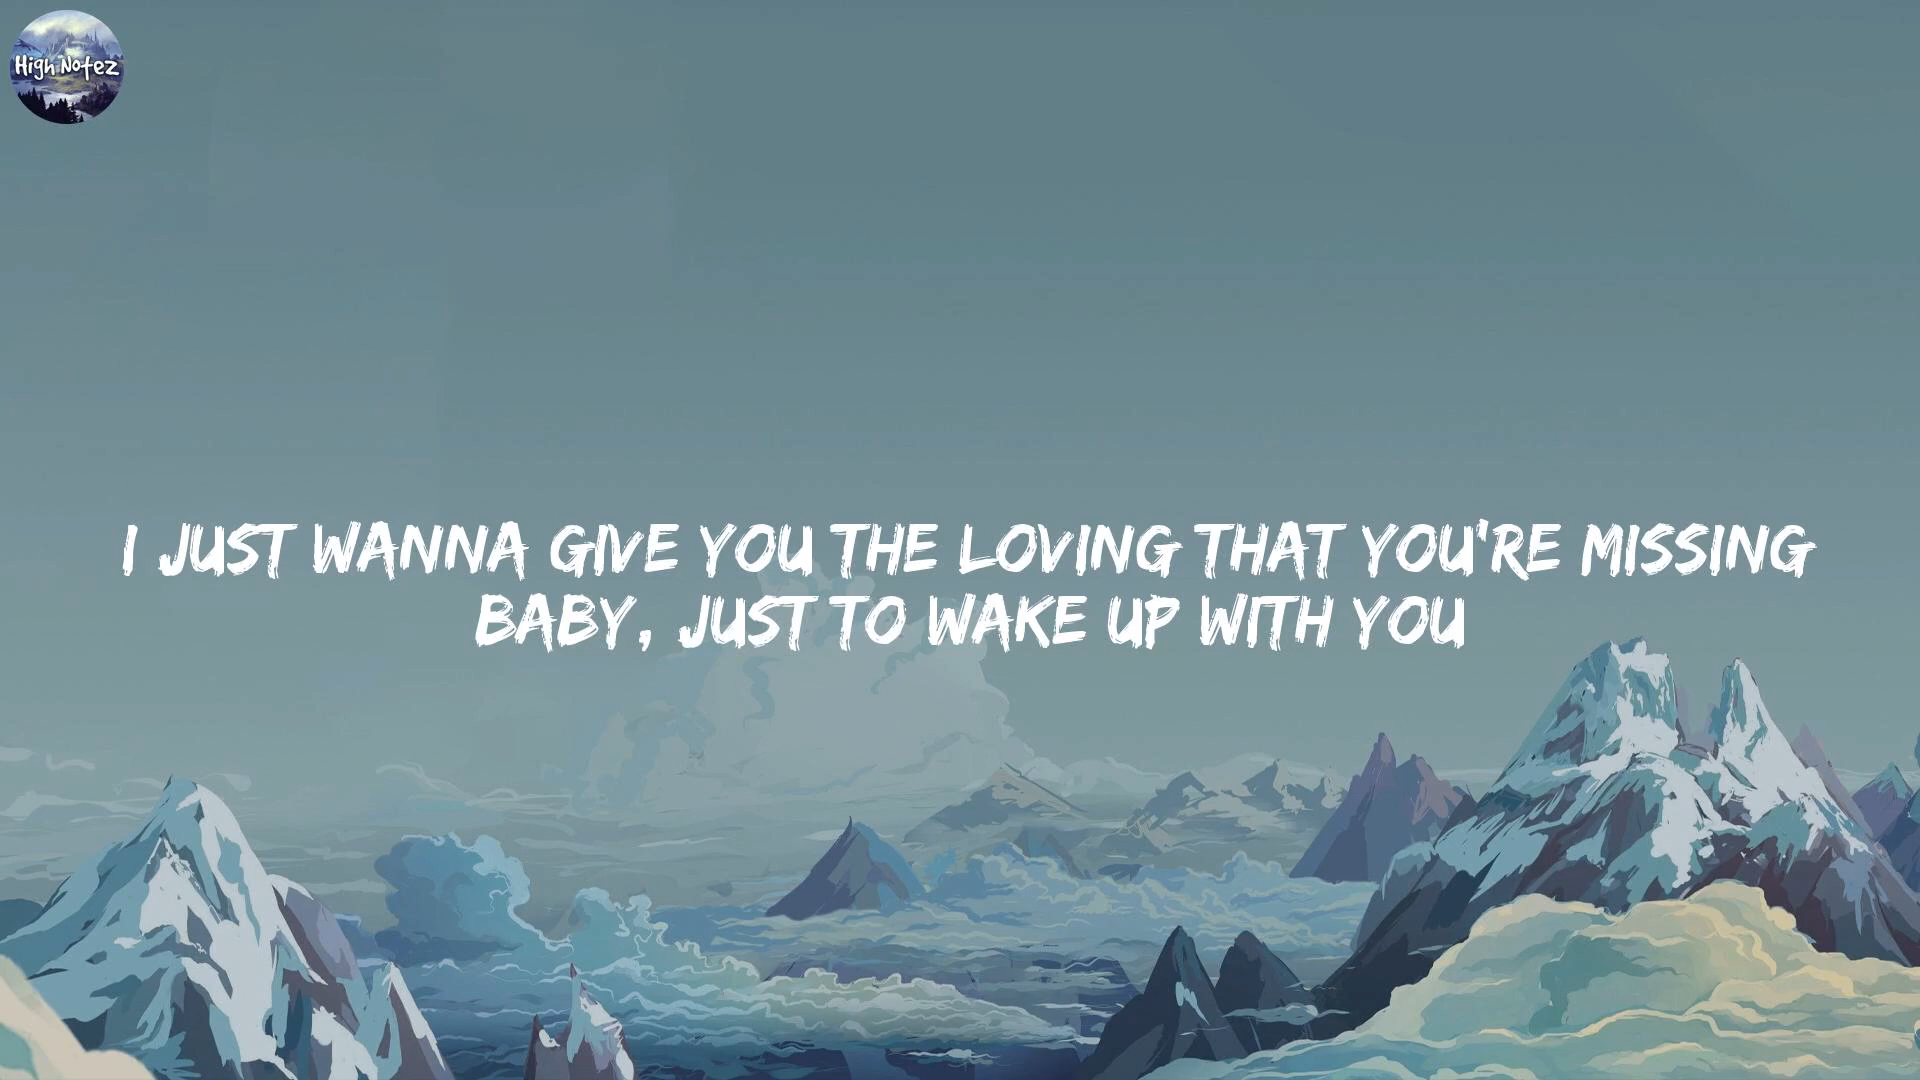 High Notez
I JUST WANNA GIVE YOU THE LOVING THAT YOU'RE MISSING
BABY, JUST TO WAKE UP WITH YOU